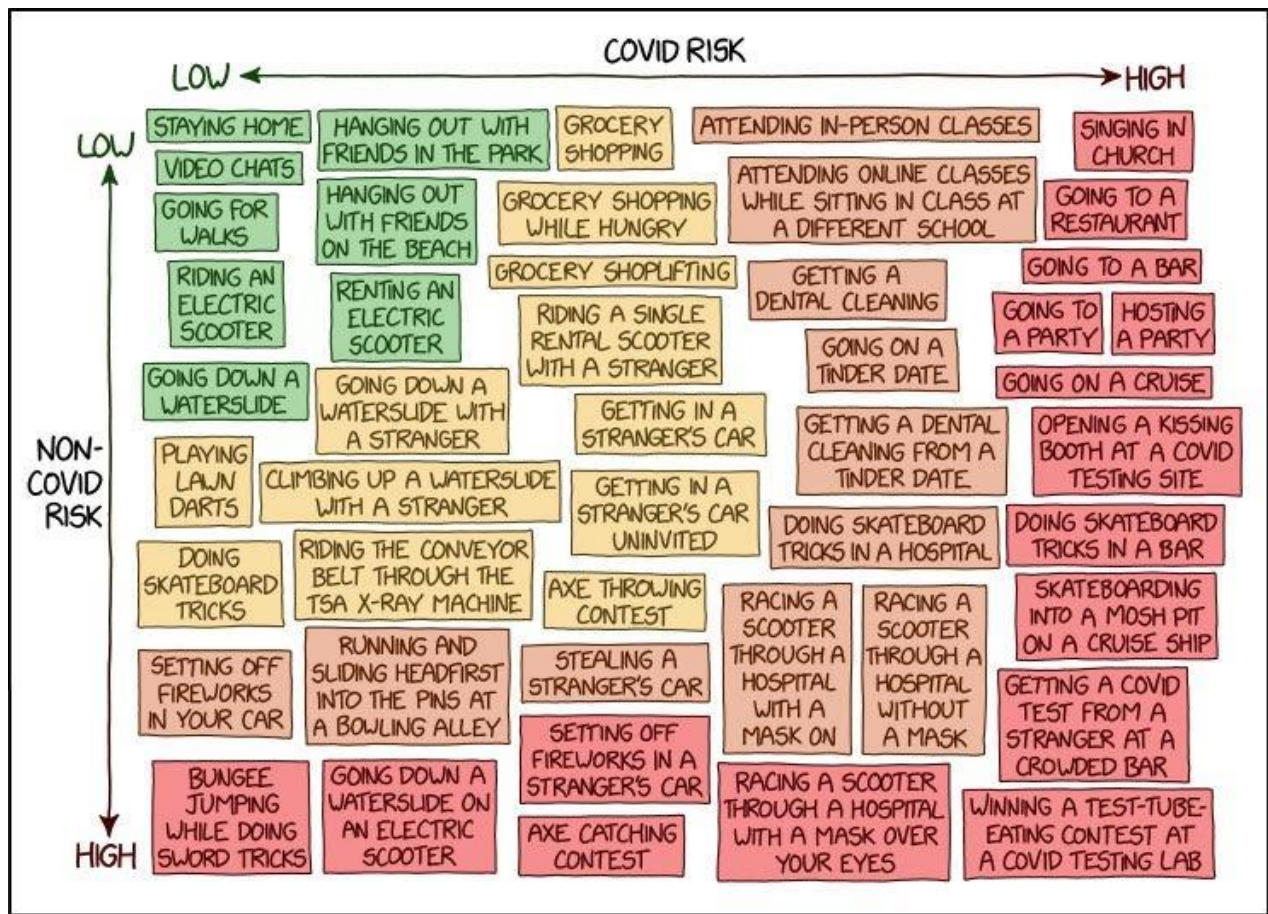 COVID RISK
LOW
HIGH
LOW
NON-
COVID
RISK
HIGH
STAYING HOME
HANGING OUT WITH
FRIENDS IN THE PARK
GROCERY
SHOPPING
ATTENDING IN-PERSON CLASSES
SINGING IN
CHURCH
VIDEO CHATS
GOING FOR
WALKS
HANGING OUT
WITH FRIENDS
ON THE BEACH
GROCERY SHOPPING
WHILE HUNGRY
ATTENDING ONLINE CLASSES
WHILE SITTING IN CLASS AT
A DIFFERENT SCHOOL
GOING TO A
RESTAURANT
RIDING AN
ELECTRIC
SCOOTER
RENTING AN
ELECTRIC
SCOOTER
GROCERY SHOPLIFTING
GETTING A
DENTAL CLEANING
GOING TO A BAR
RIDING A SINGLE
RENTAL SCOOTER
WITH A STRANGER
GOING TO
A PARTY
HOSTING
A PARTY
GOING ON A
TINDER DATE
GOING DOWN A
WATERSLIDE
GOING DOWN A
WATERSLIDE WITH
A STRANGER
GETTING IN A
STRANGER'S CAR
GOING ON A CRUISE
GETTING A DENTAL
CLEANING FROM A
TINDER DATE
OPENING A KISSING
BOOTH AT A COVID
TESTING SITE
PLAYING
LAWN
DARTS
CLIMBING UP A WATERSLIDE
WITH A STRANGER
GETTING IN A
STRANGER'S CAR
UNINVITED
DOING SKATEBOARD
TRICKS IN A HOSPITAL
DOING SKATEBOARD
TRICKS IN A BAR
DOING
SKATEBOARD
TRICKS
RIDING THE CONVEYOR
BELT THROUGH THE
TSA X-RAY MACHINE
AXE THROWING
CONTEST
RACING A
SCOOTER
THROUGH A
HOSPITAL
WITH A
MASK ON
RACING A
SCOOTER
THROUGH A
HOSPITAL
WITHOUT
A MASK
SKATEBOARDING
INTO A MOSH PIT
ON A CRUISE SHIP
SETTING OFF
FIREWORKS
IN YOUR CAR
RUNNING AND
SLIDING HEADFIRST
INTO THE PINS AT
A BOWLING ALLEY
STEALING A
STRANGER'S CAR
GETTING A COVID
TEST FROM A
STRANGER AT A
CROWDED BAR
SETTING OFF
FIREWORKS IN A
STRANGER'S CAR
BUNGEE
JUMPING
WHILE DOING
SWORD TRICKS
GOING DOWN A
WATERSLIDE ON
AN ELECTRIC
SCOOTER
AXE CATCHING
CONTEST
RACING A SCOOTER
THROUGH A HOSPITAL
WITH A MASK OVER
YOUR EYES
WINNING A TEST-TUBE-
EATING CONTEST AT
A COVID TESTING LAB